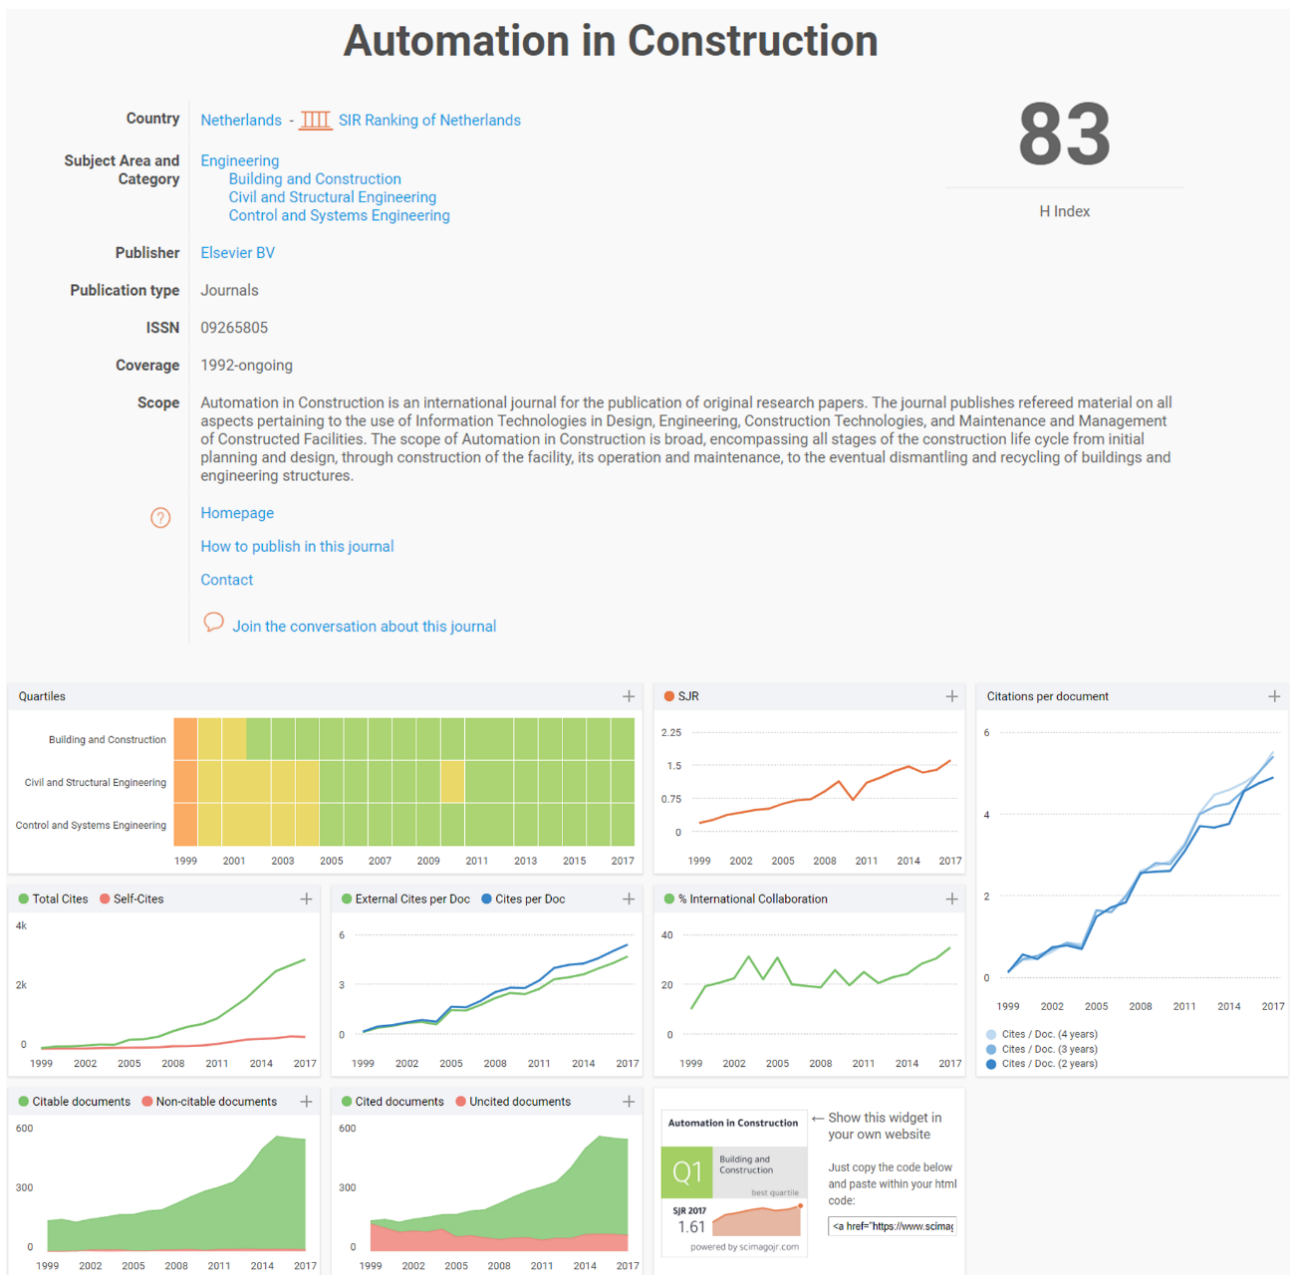 Automation in Construction
Country
Netherlands - SIR Ranking of Netherlands
83
H Index
Subject Area and
Category
Engineering
Building and Construction
Civil and Structural Engineering
Control and Systems Engineering
Publisher
Elsevier BV
Publication type
Journals
ISSN
09265805
Coverage
1992-ongoing
Scope
Automation in Construction is an international journal for the publication of original research papers. The journal publishes refereed material on all
aspects pertaining to the use of Information Technologies in Design, Engineering, Construction Technologies, and Maintenance and Management
of Constructed Facilities. The scope of Automation in Construction is broad, encompassing all stages of the construction life cycle from initial
planning and design, through construction of the facility, its operation and maintenance, to the eventual dismantling and recycling of buildings and
engineering structures.
?
Homepage
How to publish in this journal
Contact
Join the conversation about this journal
Quartiles
+
Building and Construction
Civil and Structural Engineering
Control and Systems Engineering
1999 2001 2003 2005 2007 2009 2011 2013 2015 2017
SJR
+
2.25
1.5
0.75
0
1999 2002 2005 2008 2011 2014 2017
Citations per document
+
6
4
2
0
1999 2002 2005 2008 2011 2014 2017
Cites / Doc. (4 years)
Cites / Doc. (3 years)
Cites / Doc. (2 years)
Total Cites Self-Cites
+
4k
2k
0
1999 2002 2005 2008 2011 2014 2017
External Cites per Doc Cites per Doc
+
6
3
0
1999 2002 2005 2008 2011 2014 2017
% International Collaboration
+
40
20
0
1999 2002 2005 2008 2011 2014 2017
Citable documents Non-citable documents
+
600
300
0
1999 2002 2005 2008 2011 2014 2017
Cited documents Uncited documents
+
600
300
0
1999 2002 2005 2008 2011 2014 2017
Automation in Construction
Q1
Building and
Construction
best quartile
SJR 2017
1.61
powered by scimagojr.com
← Show this widget in
your own website
Just copy the code below
and paste within your html
code:
<a href="https://www.scimag